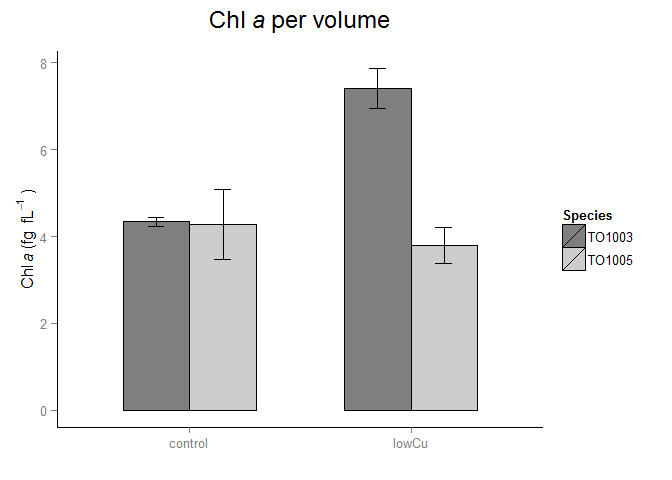 Chl a per volume
8
6
4
2
0
Chl a (fg fL⁻¹ )
control
lowCu
Species
TO1003
TO1005